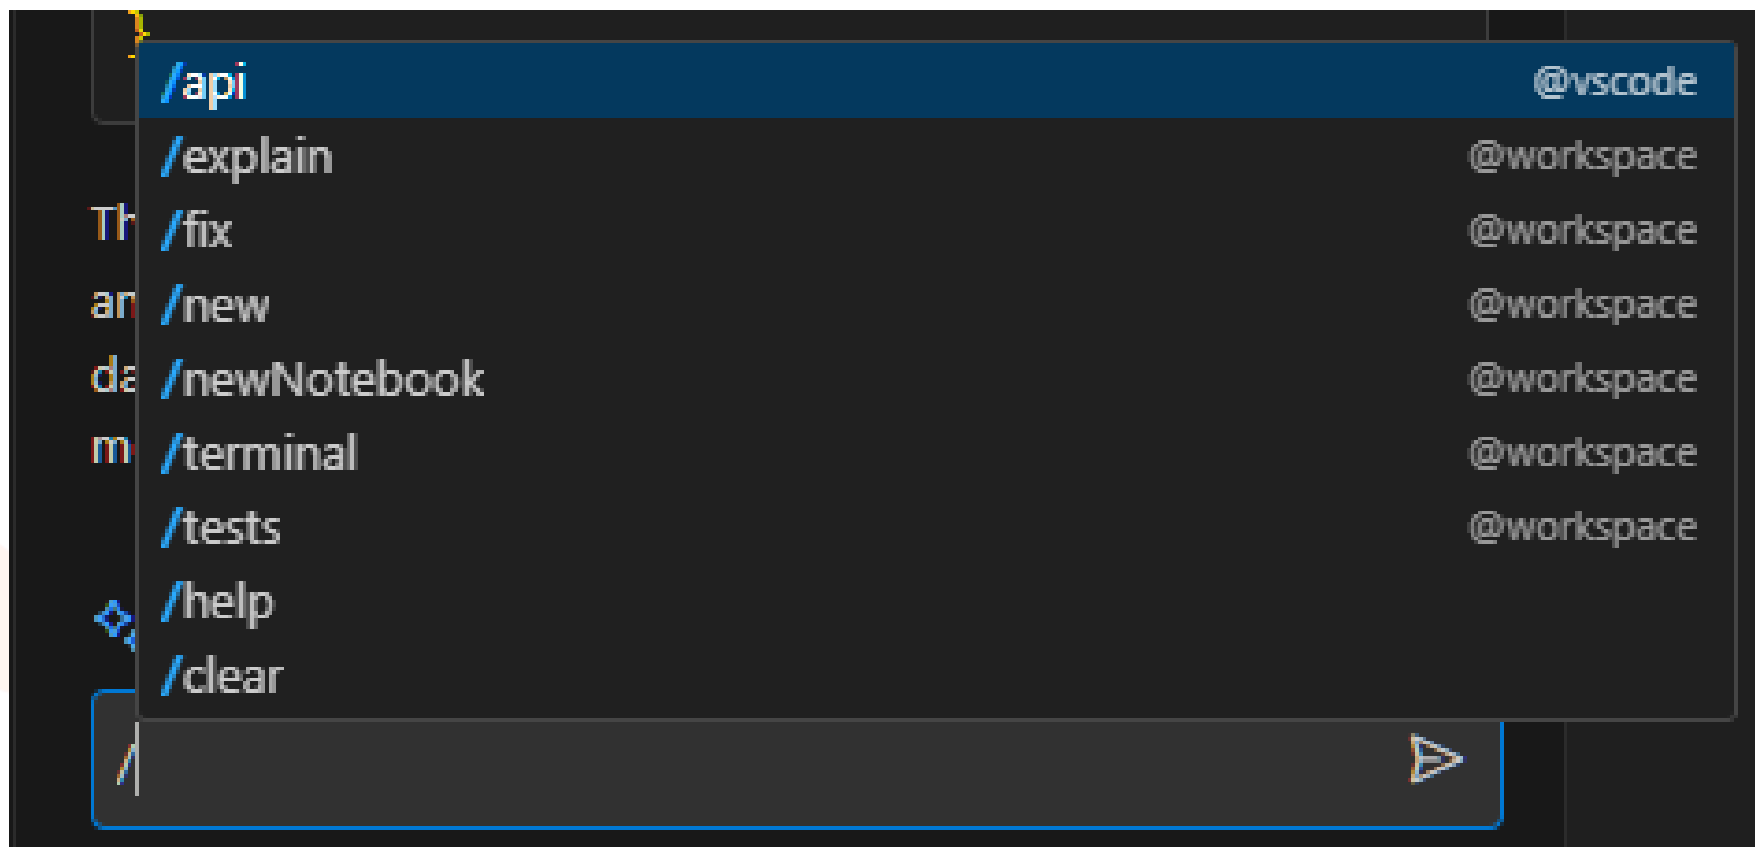 }
/api @vscode
/explain @workspace
/fix @workspace
/new @workspace
/newNotebook @workspace
/terminal @workspace
/tests @workspace
/help
/clear
/